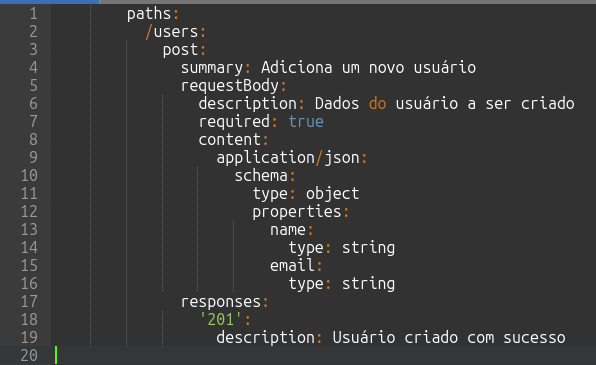 1 paths:
2 /users:
3 post:
4 summary: Adiciona um novo usuário
5 requestBody:
6 description: Dados do usuário a ser criado
7 required: true
8 content:
9 application/json:
10 schema:
11 type: object
12 properties:
13 name:
14 type: string
15 email:
16 type: string
17 responses:
18 '201':
19 description: Usuário criado com sucesso
20